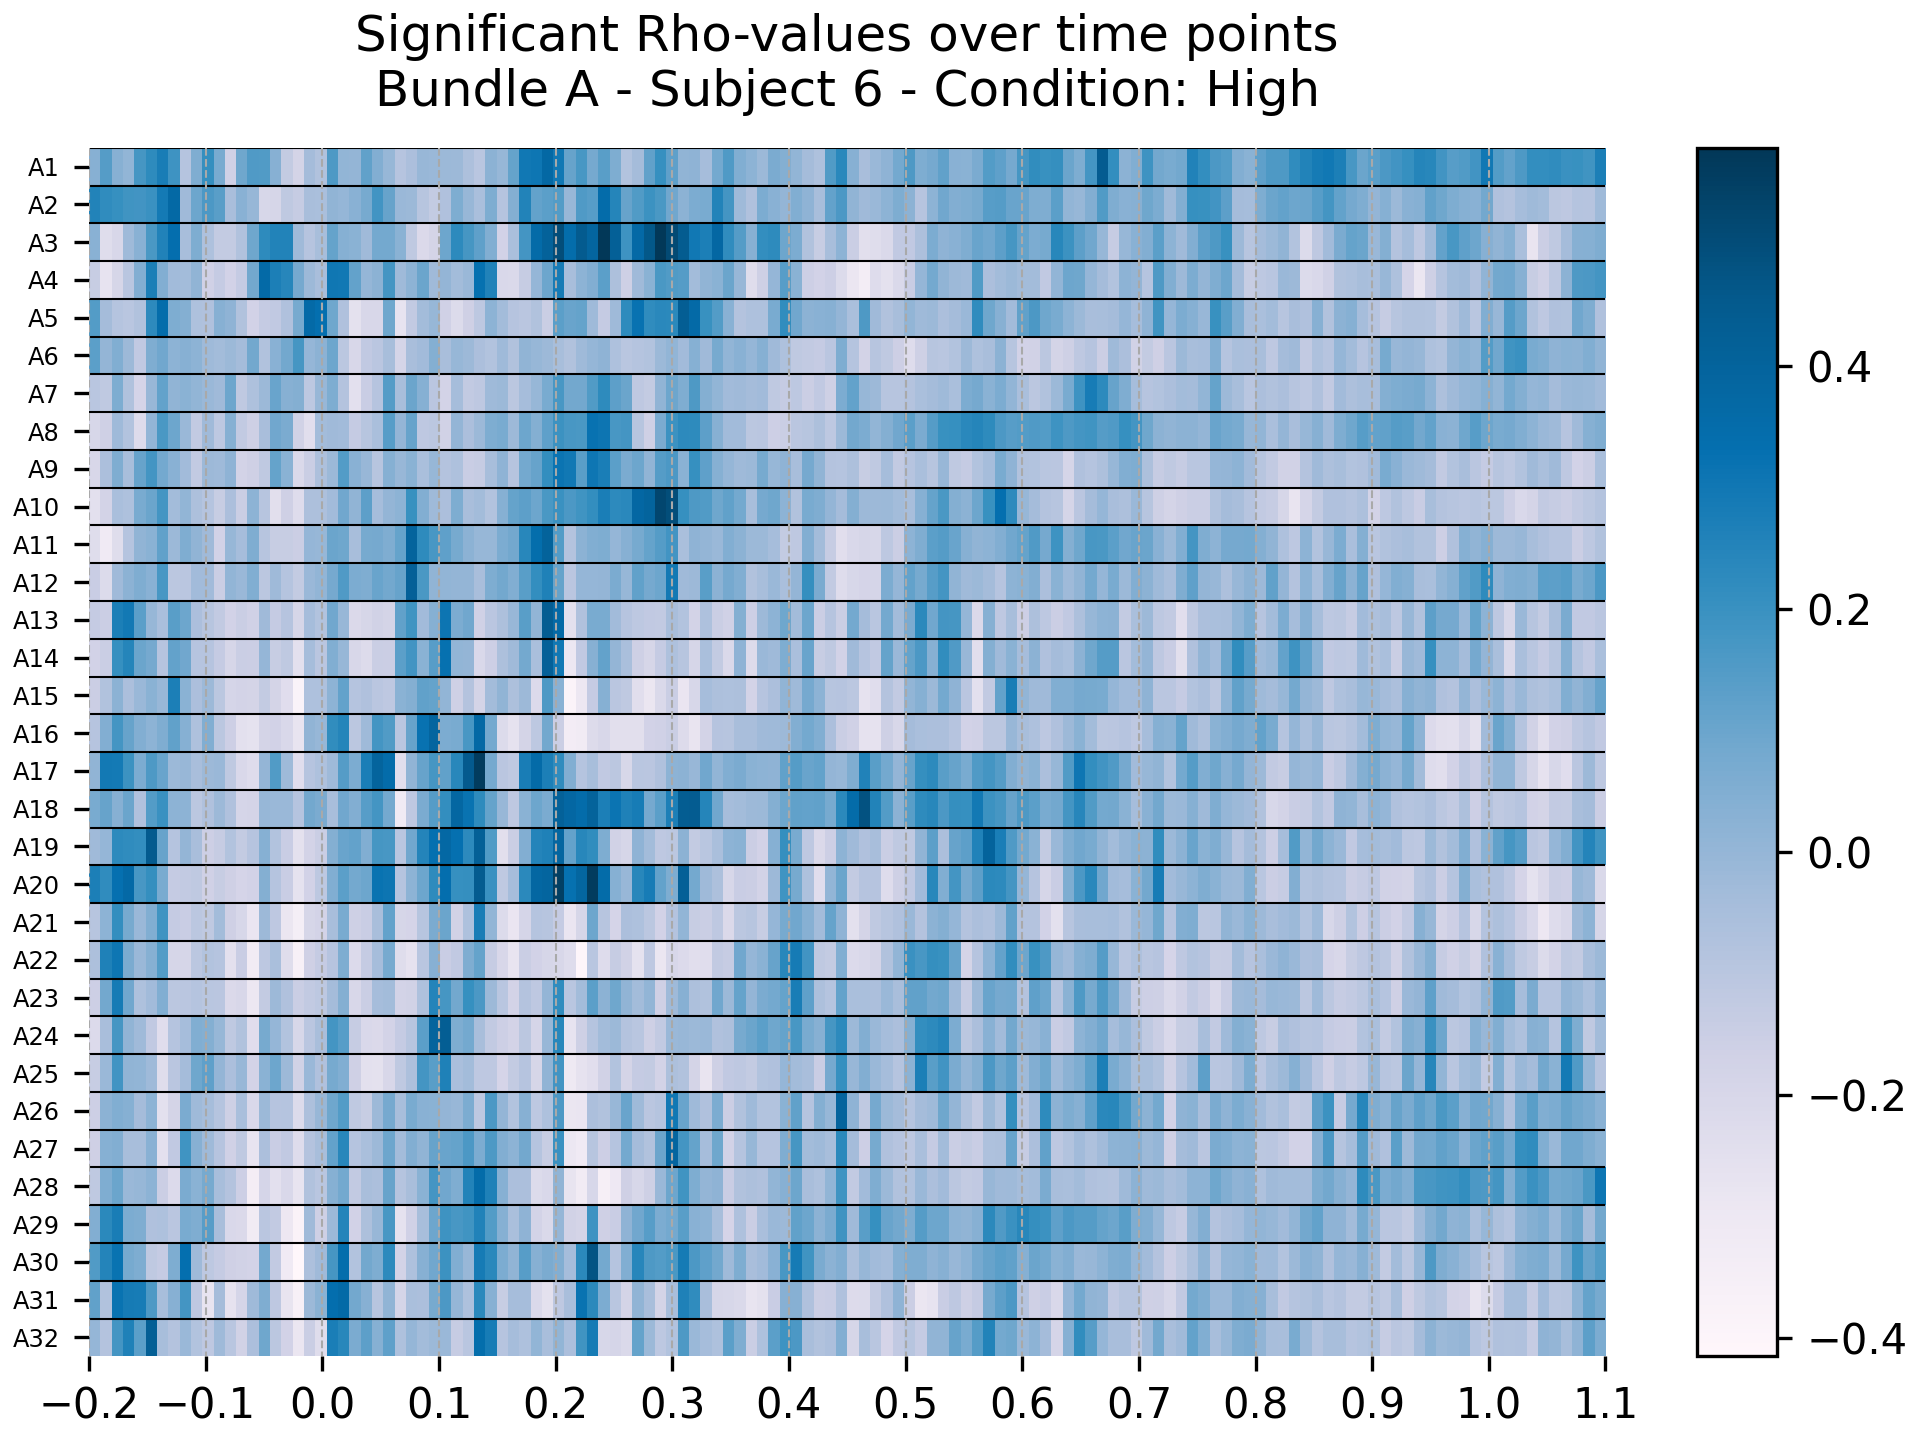 Significant Rho-values over time points
Bundle A - Subject 6 - Condition: High
A1
A2
A3
A4
A5
A6
A7
A8
A9
A10
A11
A12
A13
A14
A15
A16
A17
A18
A19
A20
A21
A22
A23
A24
A25
A26
A27
A28
A29
A30
A31
A32
−0.2 −0.1 0.0 0.1 0.2 0.3 0.4 0.5 0.6 0.7 0.8 0.9 1.0 1.1
0.4
0.2
0.0
−0.2
−0.4